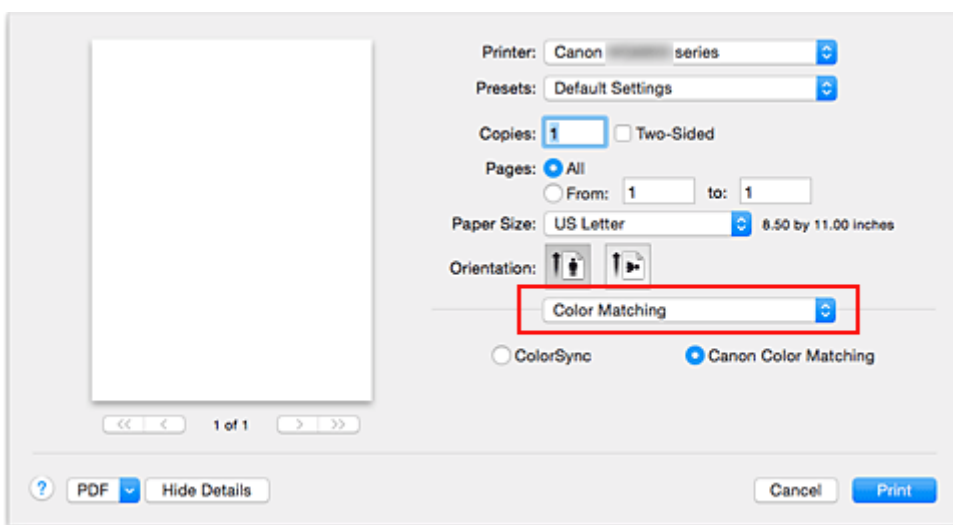 Printer: Canon series
Presets: Default Settings
Copies: 1 Two-Sided
Pages: All
From: 1 to: 1
Paper Size: US Letter 8.50 by 11.00 inches
Orientation:
Color Matching
ColorSync Canon Color Matching
1 of 1
? PDF Hide Details Cancel Print